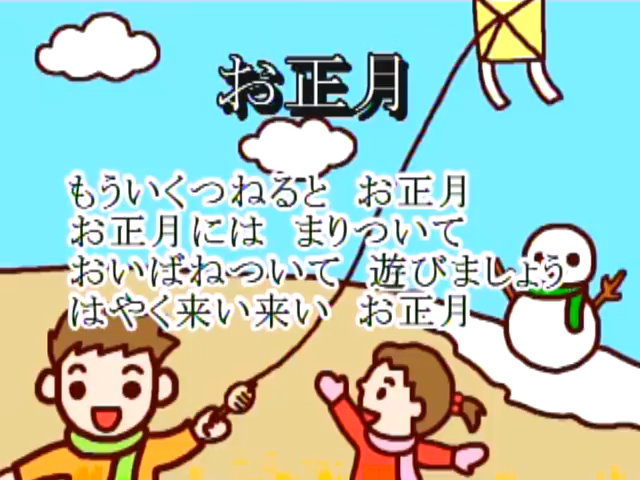 お正月
もういくつねると　お正月
お正月には　まりついて
おいばねついて　遊びましょう
はやく来い来い　お正月